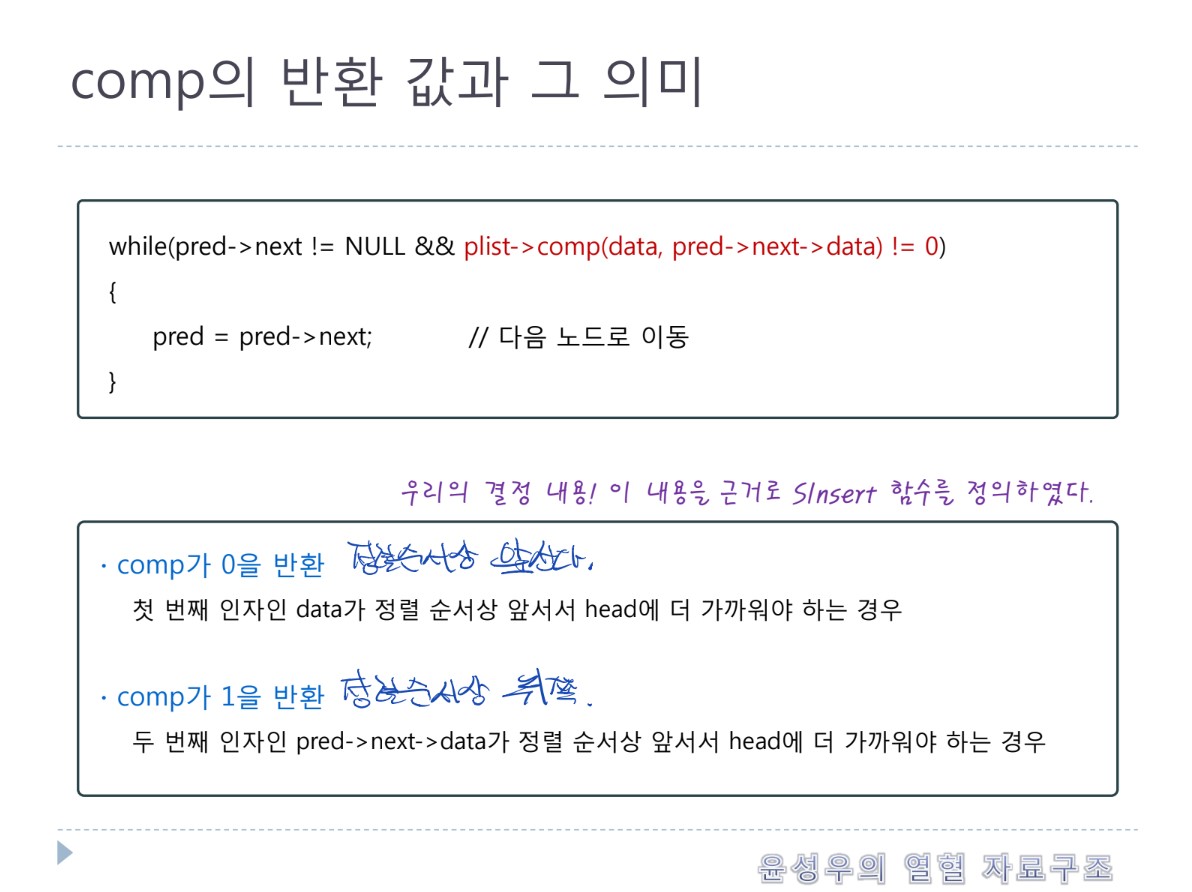 comp의 반환 값과 그 의미
while(pred->next != NULL && plist->comp(data, pred->next->data) != 0)
{
pred = pred->next; // 다음 노드로 이동
}
우리의 결정 내용! 이 내용을 근거로 SInsert 함수를 정의하였다.
· comp가 0을 반환 정렬순서상 앞선다.
첫 번째 인자인 data가 정렬 순서상 앞서서 head에 더 가까워야 하는 경우
· comp가 1을 반환 정렬순서상 뒤쪽.
두 번째 인자인 pred->next->data가 정렬 순서상 앞서서 head에 더 가까워야 하는 경우
윤성우의 열혈 자료구조